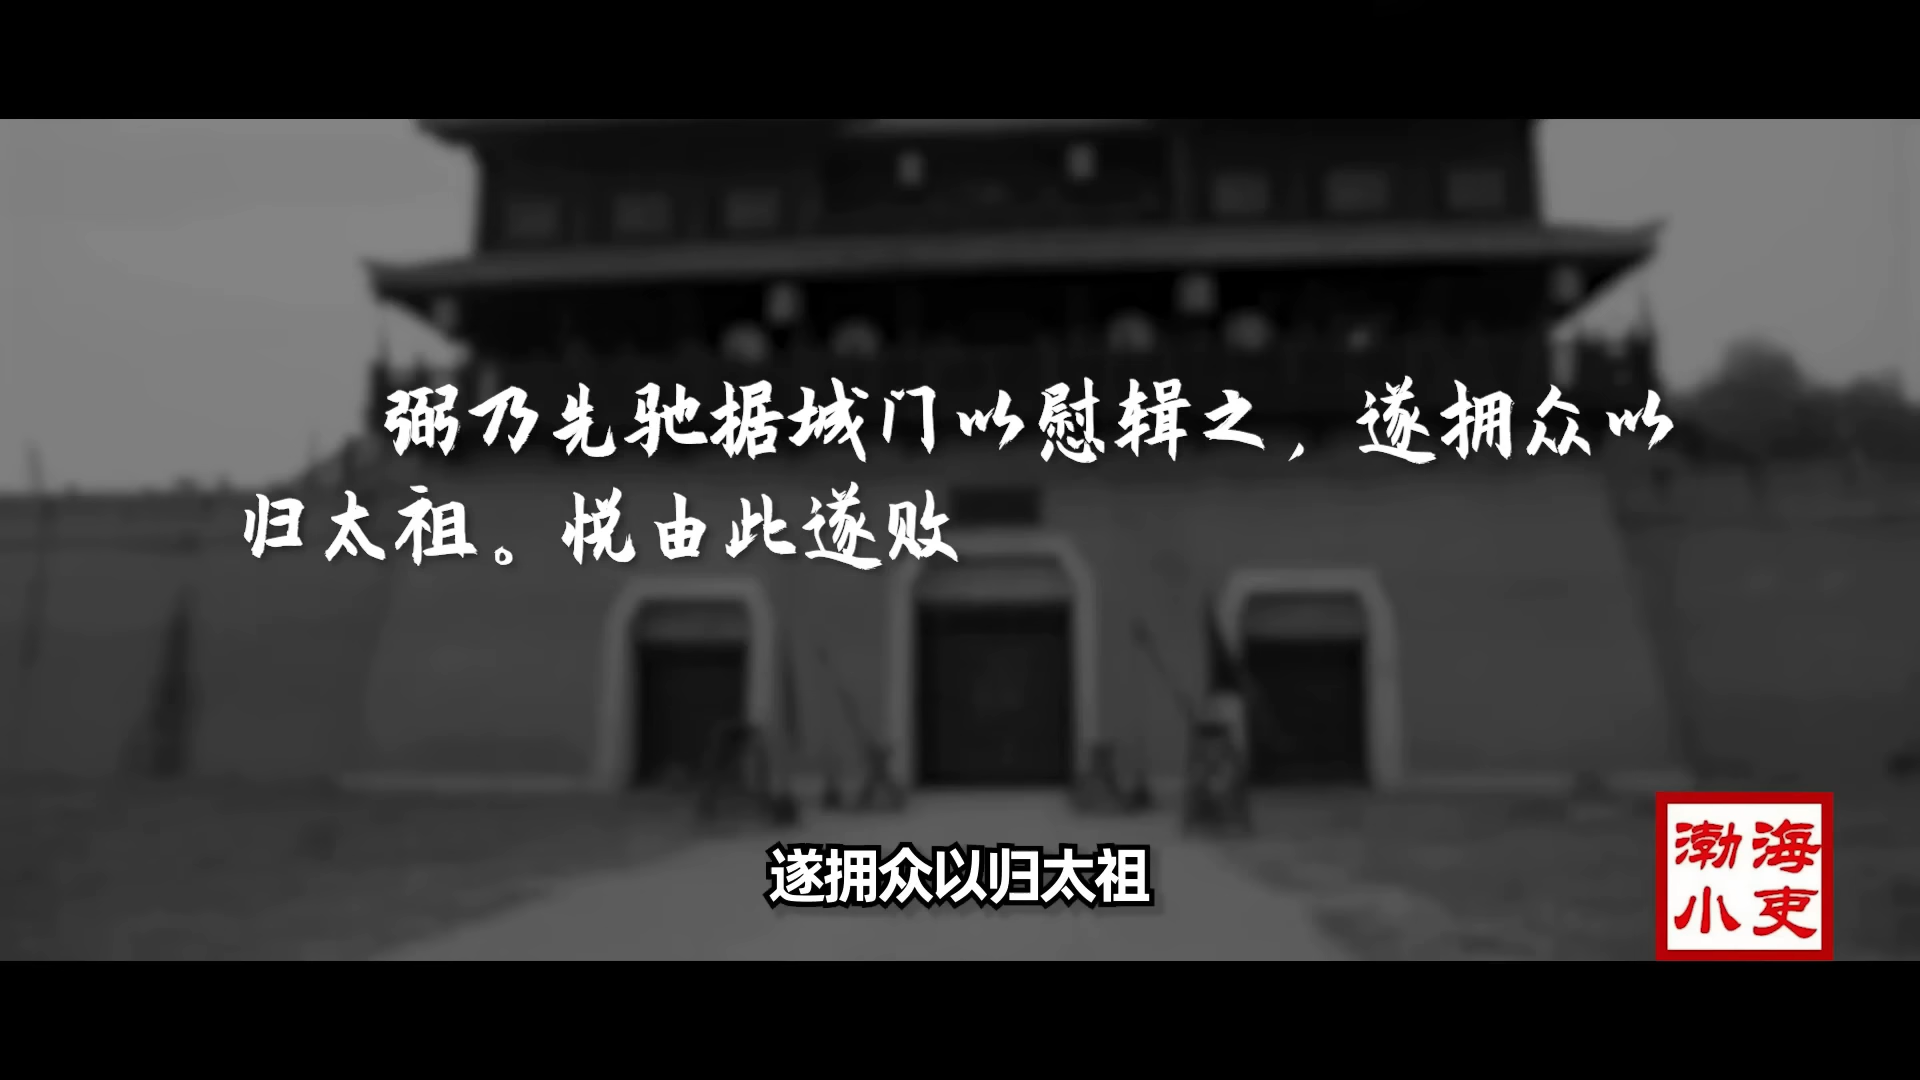 弼乃先驰据城门以慰辑之，遂拥众以
归太祖。悦由此遂败
遂拥众以归太祖
渤海
小吏